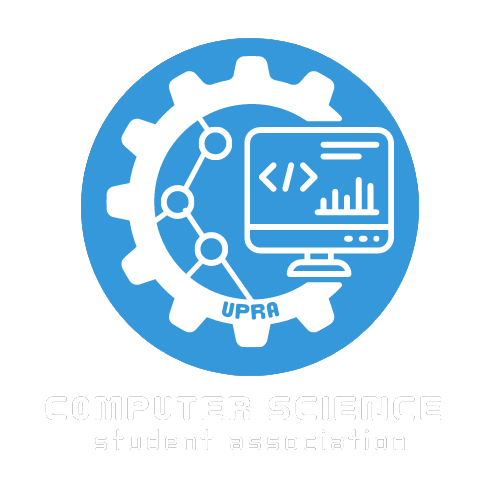 </>
UPRA
COMPUTER SCIENCE
student association